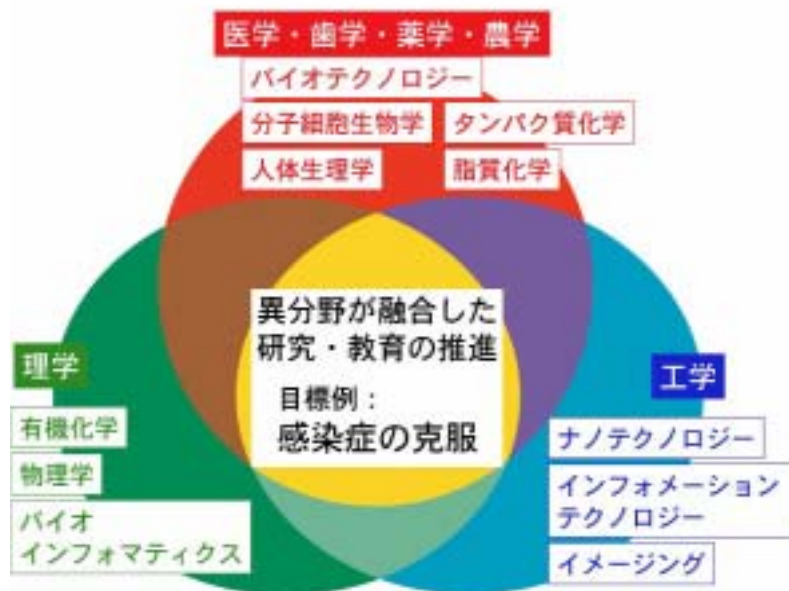 医学・歯学・薬学・農学
バイオテクノロジー
分子細胞生物学
タンパク質化学
人体生理学
脂質化学
異分野が融合した
研究・教育の推進
目標例：
感染症の克服
理学
有機化学
物理学
バイオ
インフォマティクス
工学
ナノテクノロジー
インフォメーション
テクノロジー
イメージング